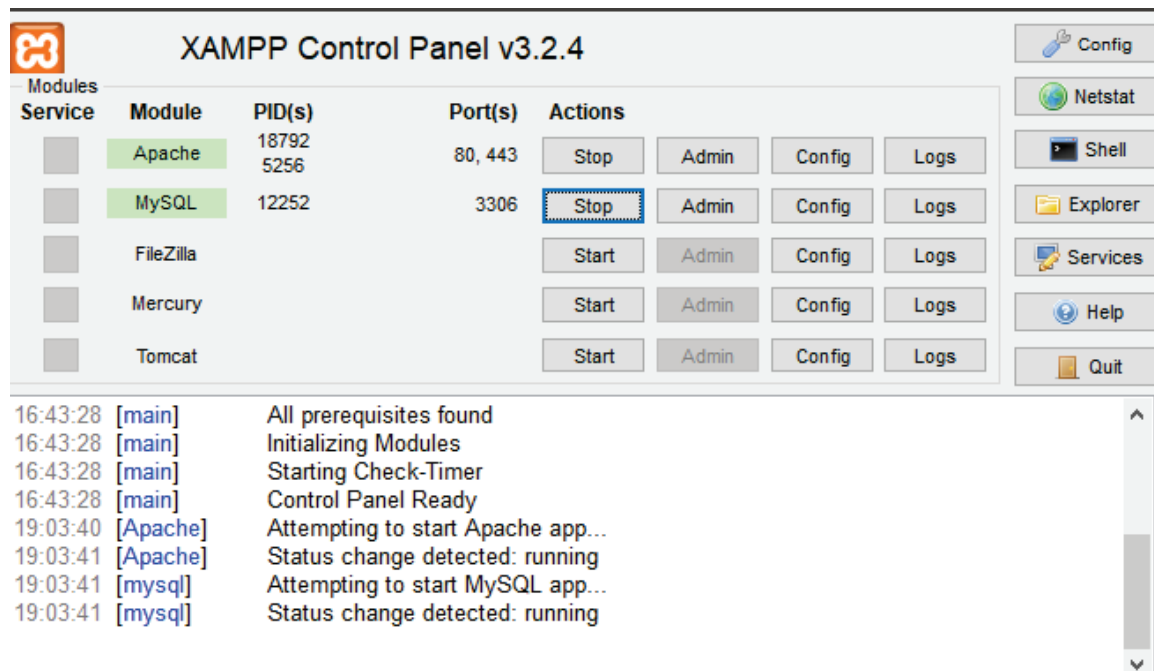 XAMPP Control Panel v3.2.4
Config
Modules
Service Module PID(s) Port(s) Actions
Netstat
Apache 18792 5256 80, 443 Stop Admin Config Logs
Shell
MySQL 12252 3306 Stop Admin Config Logs
Explorer
FileZilla Start Admin Config Logs
Services
Mercury Start Admin Config Logs
Help
Tomcat Start Admin Config Logs
Quit
16:43:28 [main] All prerequisites found
16:43:28 [main] Initializing Modules
16:43:28 [main] Starting Check-Timer
16:43:28 [main] Control Panel Ready
19:03:40 [Apache] Attempting to start Apache app...
19:03:41 [Apache] Status change detected: running
19:03:41 [mysql] Attempting to start MySQL app...
19:03:41 [mysql] Status change detected: running